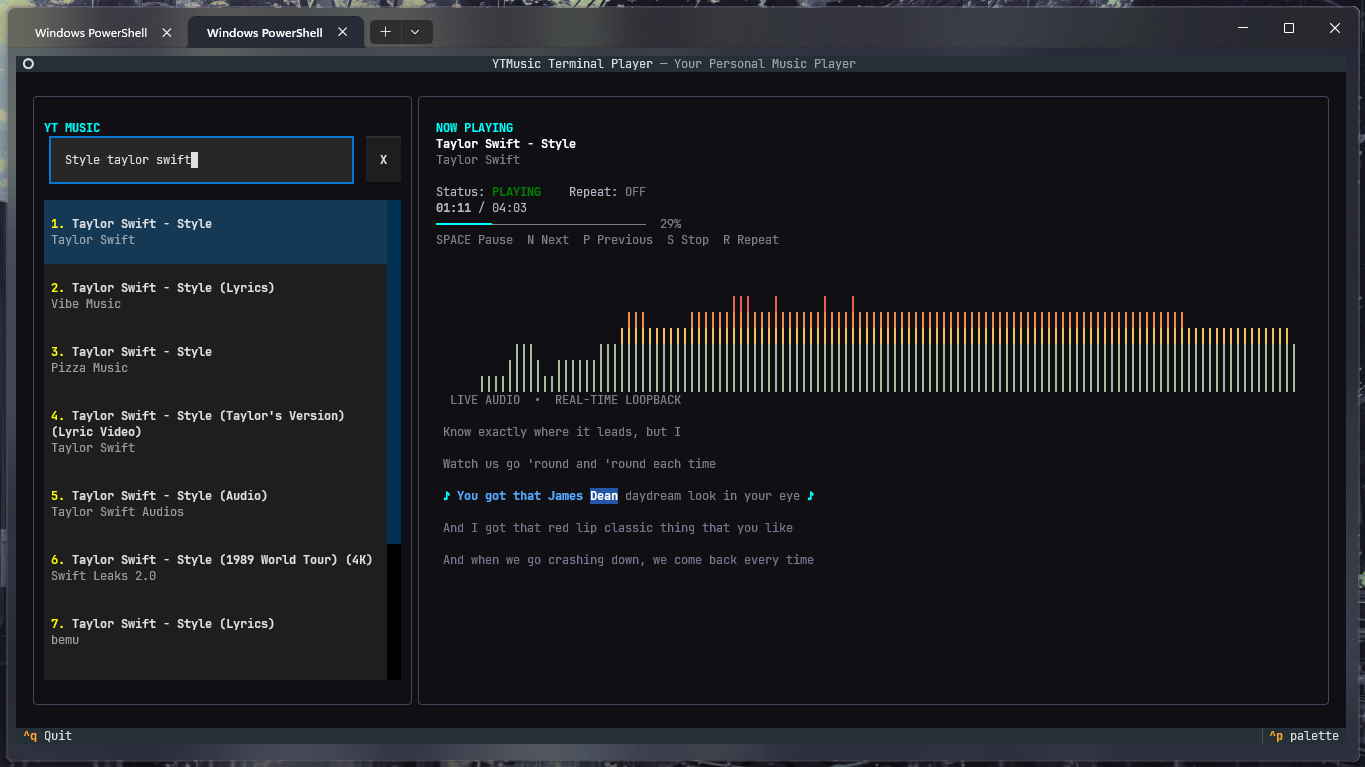 Windows PowerShell
Windows PowerShell
YTMusic Terminal Player — Your Personal Music Player
YT MUSIC
Style taylor swift
X
1. Taylor Swift - Style
Taylor Swift
2. Taylor Swift - Style (Lyrics)
Vibe Music
3. Taylor Swift - Style
Pizza Music
4. Taylor Swift - Style (Taylor's Version)
(Lyric Video)
Taylor Swift
5. Taylor Swift - Style (Audio)
Taylor Swift Audios
6. Taylor Swift - Style (1989 World Tour) (4K)
Swift Leaks 2.0
7. Taylor Swift - Style (Lyrics)
bemu
NOW PLAYING
Taylor Swift - Style
Taylor Swift
Status: PLAYING Repeat: OFF
01:11 / 04:03
29%
SPACE Pause N Next P Previous S Stop R Repeat
LIVE AUDIO • REAL-TIME LOOPBACK
Know exactly where it leads, but I
Watch us go 'round and 'round each time
♪ You got that James Dean daydream look in your eye ♪
And I got that red lip classic thing that you like
And when we go crashing down, we come back every time
^q Quit
^p palette